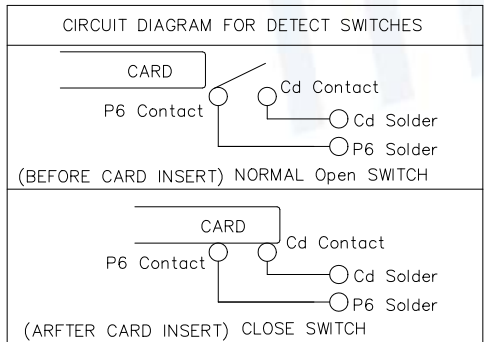 CIRCUIT DIAGRAM FOR DETECT SWITCHES
CARD
Cd Contact
P6 Contact
Cd Solder
P6 Solder
(BEFORE CARD INSERT) NORMAL Open SWITCH
CARD
Cd Contact
P6 Contact
Cd Solder
P6 Solder
(ARFTER CARD INSERT) CLOSE SWITCH